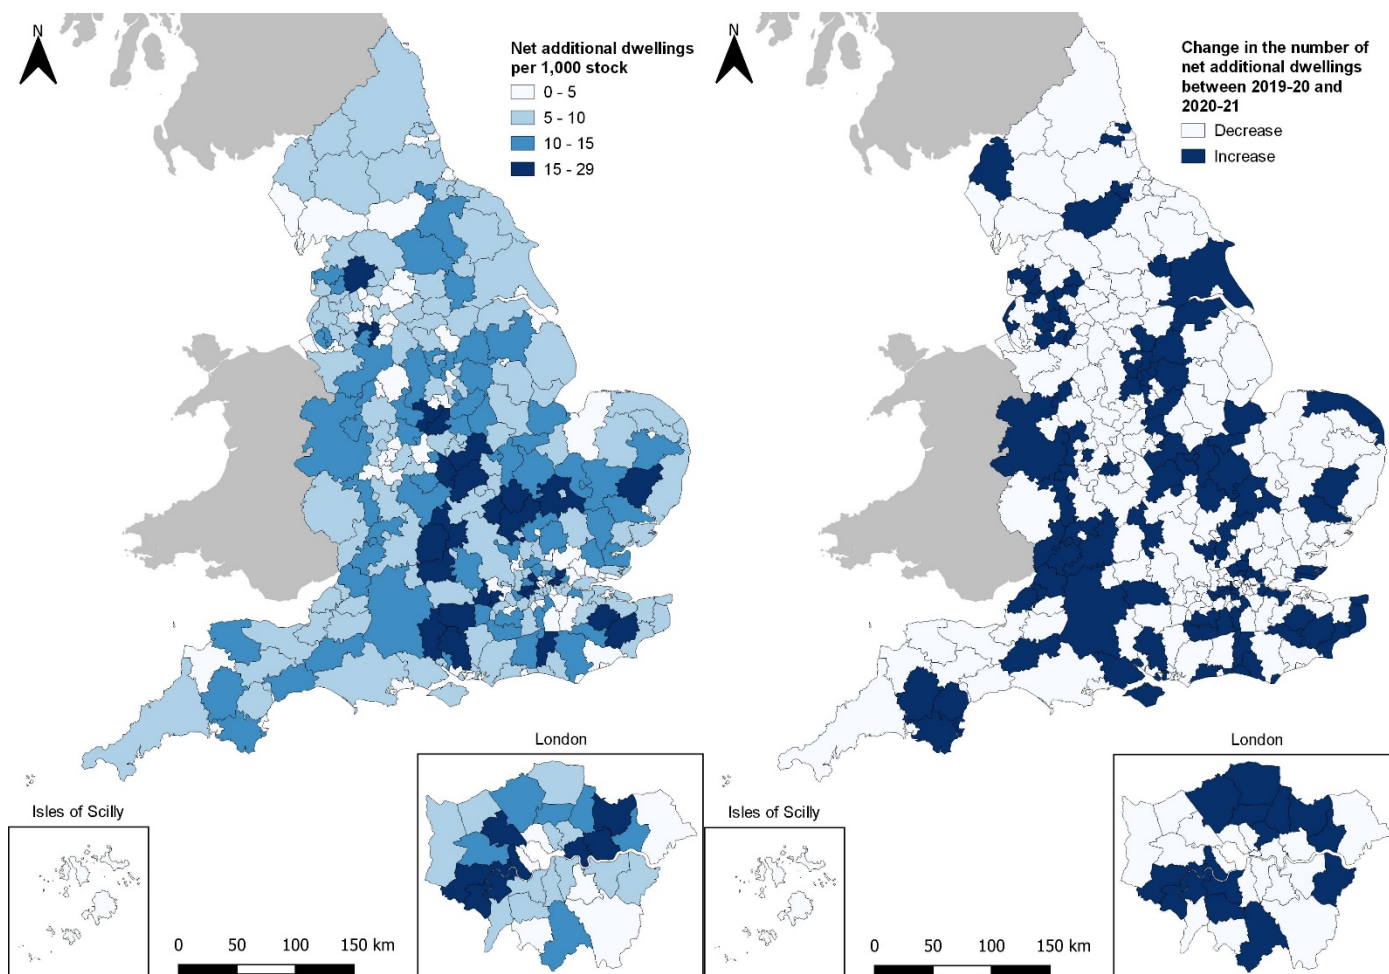 N
Net additional dwellings
per 1,000 stock
0 - 5
5 - 10
10 - 15
15 - 29
London
Isles of Scilly
0 50 100 150 km
N
Change in the number of
net additional dwellings
between 2019-20 and
2020-21
Decrease
Increase
London
Isles of Scilly
0 50 100 150 km